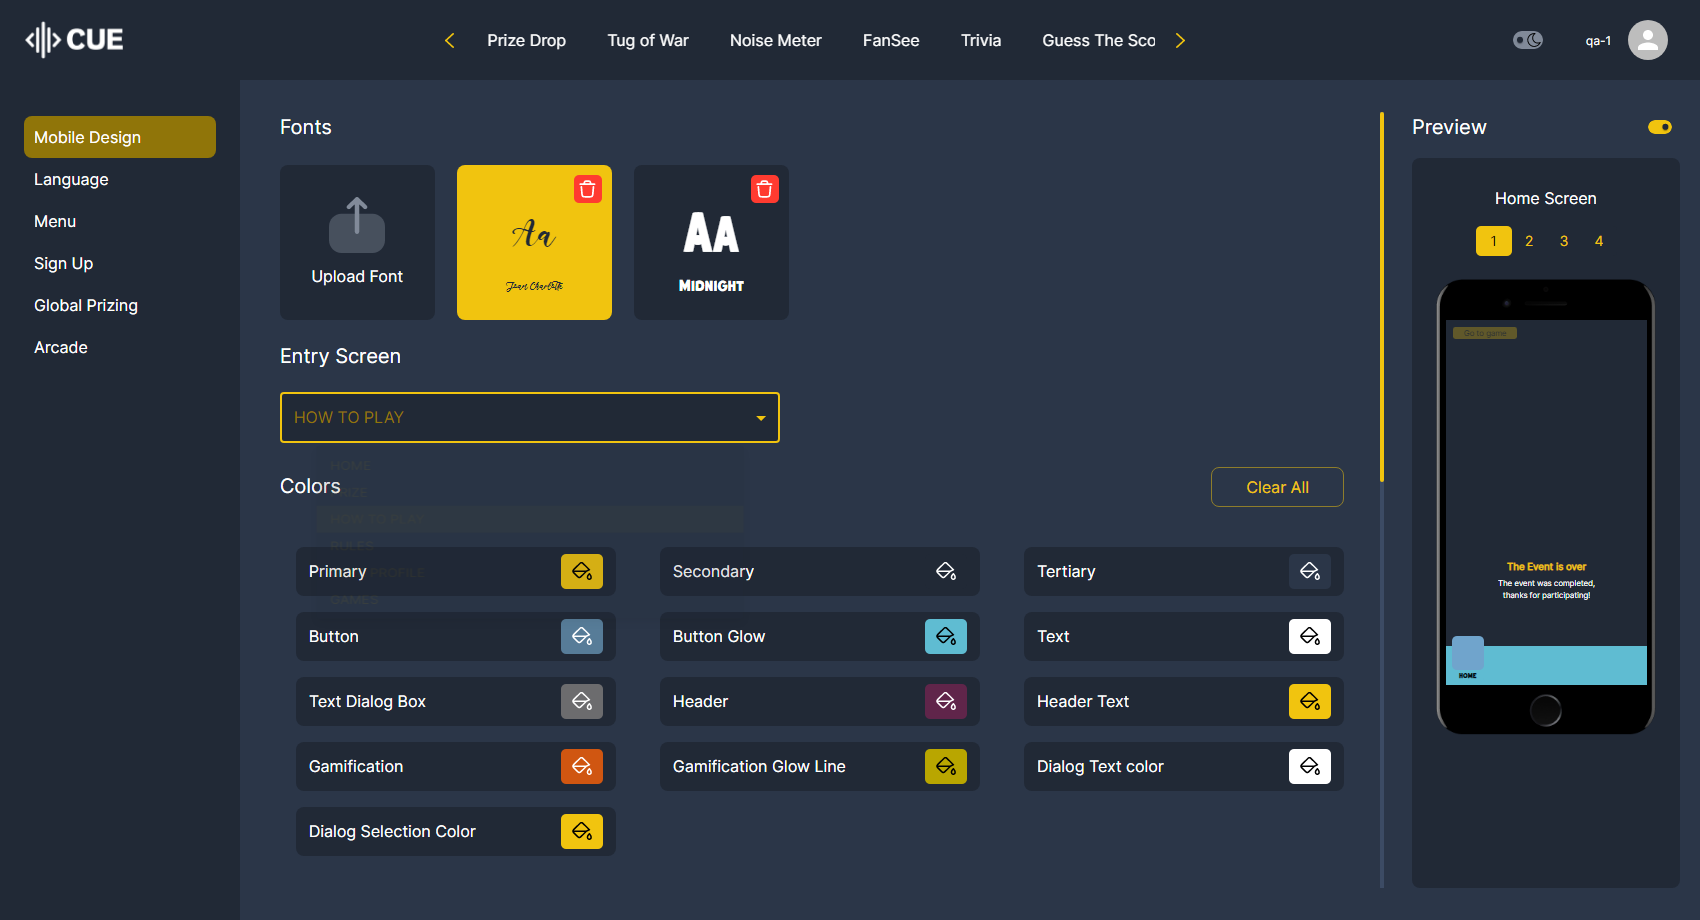 CUE
Prize Drop
Tug of War
Noise Meter
FanSee
Trivia
Guess The Sco
qa-1
Mobile Design
Language
Menu
Sign Up
Global Prizing
Arcade
Fonts
Upload Font
Aa
Jean Charlotte
AA
MIDNIGHT
Entry Screen
HOW TO PLAY
HOME
HOW TO PLAY
RULES
PROFILE
GAMES
Colors
Clear All
Primary
Secondary
Tertiary
Button
Button Glow
Text
Text Dialog Box
Header
Header Text
Gamification
Gamification Glow Line
Dialog Text color
Dialog Selection Color
Preview
Home Screen
1 2 3 4
Go to game
The Event is over
The event was completed,
thanks for participating!
HOME